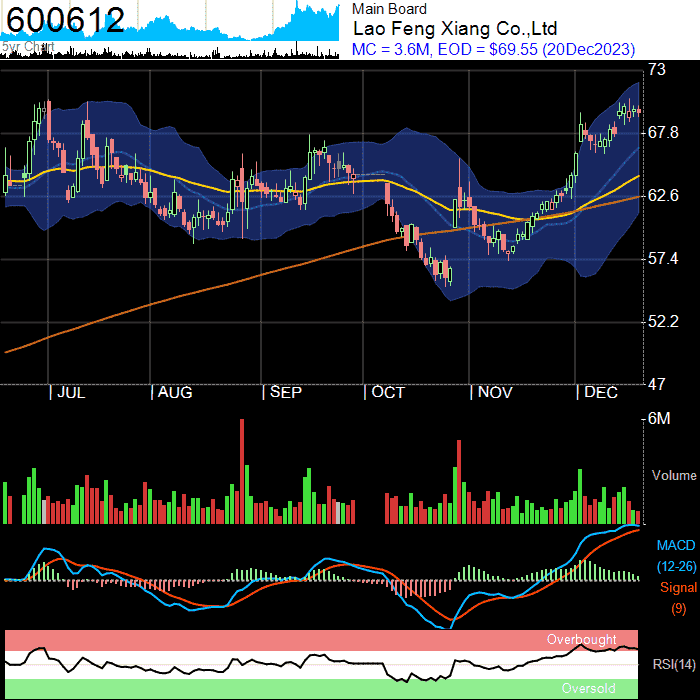 600612
5yr Chart
Main Board
Lao Feng Xiang Co.,Ltd
MC = 3.6M, EOD = $69.55 (20Dec2023)
73
67.8
62.6
57.4
52.2
47
JUL
AUG
SEP
OCT
NOV
DEC
6M
Volume
MACD
(12-26)
Signal
(9)
Overbought
RSI(14)
Oversold